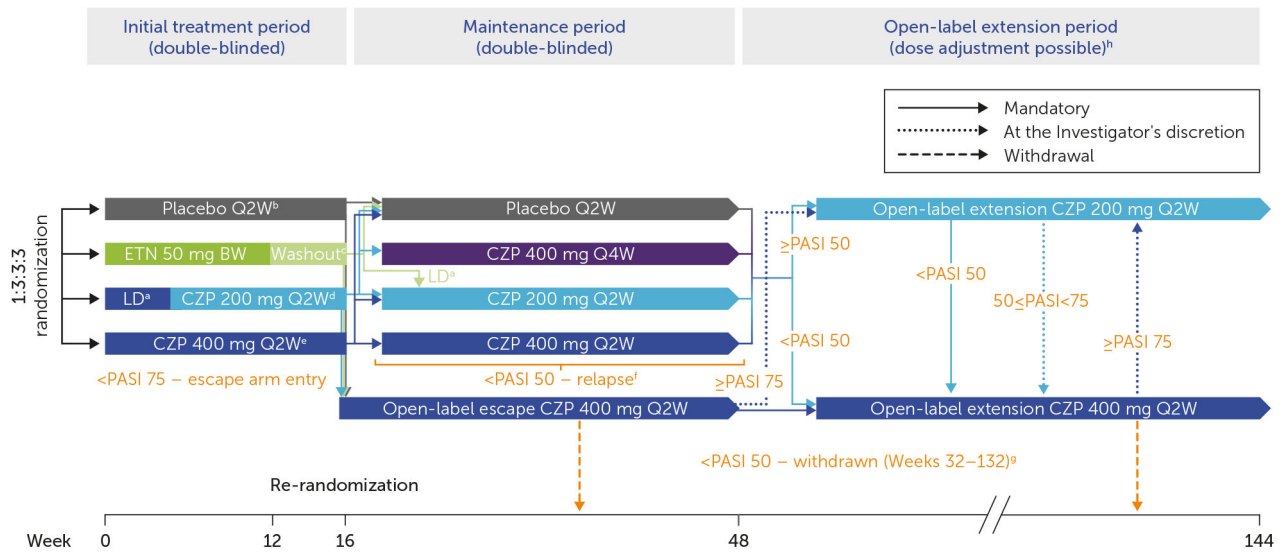 Initial treatment period
(double-blinded)
Maintenance period
(double-blinded)
Open-label extension period
(dose adjustment possible)ʰ
Mandatory
At the Investigator's discretion
Withdrawal
1:3:3:3
randomization
Placebo Q2Wᵇ
Placebo Q2W
Open-label extension CZP 200 mg Q2W
ETN 50 mg BW
Washoutᶜ
CZP 400 mg Q4W
≥PASI 50
LDᵃ
<PASI 50
LDᵃ
CZP 200 mg Q2Wᵈ
CZP 200 mg Q2W
50≤PASI<75
CZP 400 mg Q2Wᵉ
CZP 400 mg Q2W
<PASI 50
≥PASI 75
<PASI 75 – escape arm entry
<PASI 50 – relapseᶠ
≥PASI 75
Open-label escape CZP 400 mg Q2W
Open-label extension CZP 400 mg Q2W
<PASI 50 – withdrawn (Weeks 32–132)ᵍ
Re-randomization
Week
0
12
16
48
144